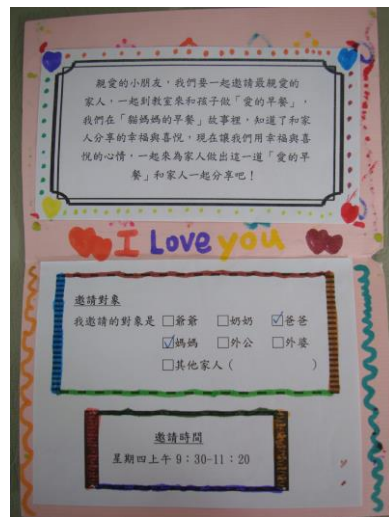 親愛的小朋友,我們要一起邀請最親愛的
家人,一起到教室來和孩子做「愛的早餐」,
我們在「貓媽媽的早餐」故事裡,知道了和家
人分享的幸福與喜悅,現在讓我們用幸福與喜
悅的心情,一起來為家人做出這一道「愛的早
餐」和家人一起分享吧!
I Love you
邀請對象
我邀請的對象是 □爺爺 □奶奶 ☑爸爸
☑媽媽 □外公 □外婆
□其他家人( )
邀請時間
星期四上午 9:30-11:20